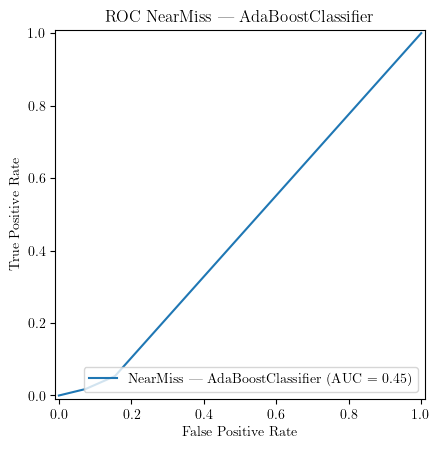 ROC NearMiss — AdaBoostClassifier
1.0
0.8
0.6
0.4
0.2
0.0
True Positive Rate
NearMiss — AdaBoostClassifier (AUC = 0.45)
0.0 0.2 0.4 0.6 0.8 1.0
False Positive Rate